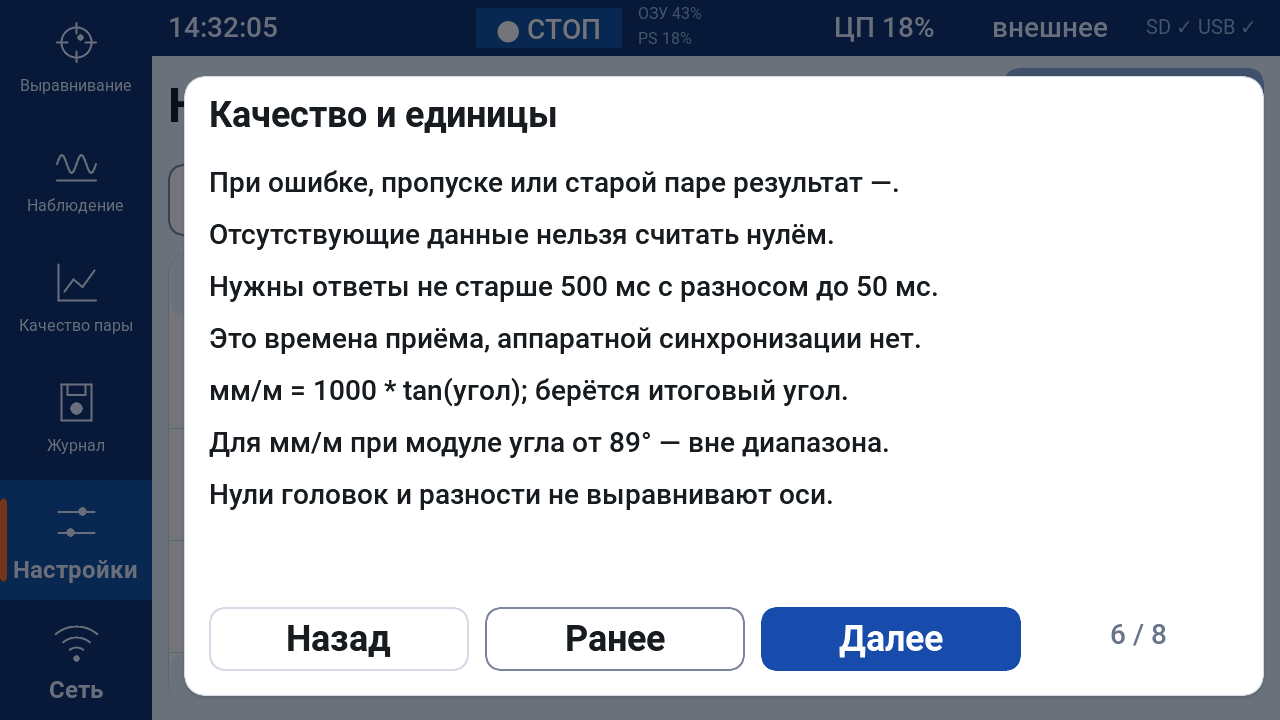 14:32:05
● СТОП
ОЗУ 43%
PS 18%
ЦП 18%
внешнее
SD ✓ USB ✓
Выравнивание
Наблюдение
Качество пары
Журнал
Настройки
Сеть
Качество и единицы
При ошибке, пропуске или старой паре результат —.
Отсутствующие данные нельзя считать нулём.
Нужны ответы не старше 500 мс с разносом до 50 мс.
Это времена приёма, аппаратной синхронизации нет.
мм/м = 1000 * tan(угол); берётся итоговый угол.
Для мм/м при модуле угла от 89° — вне диапазона.
Нули головок и разности не выравнивают оси.
Назад
Ранее
Далее
6 / 8